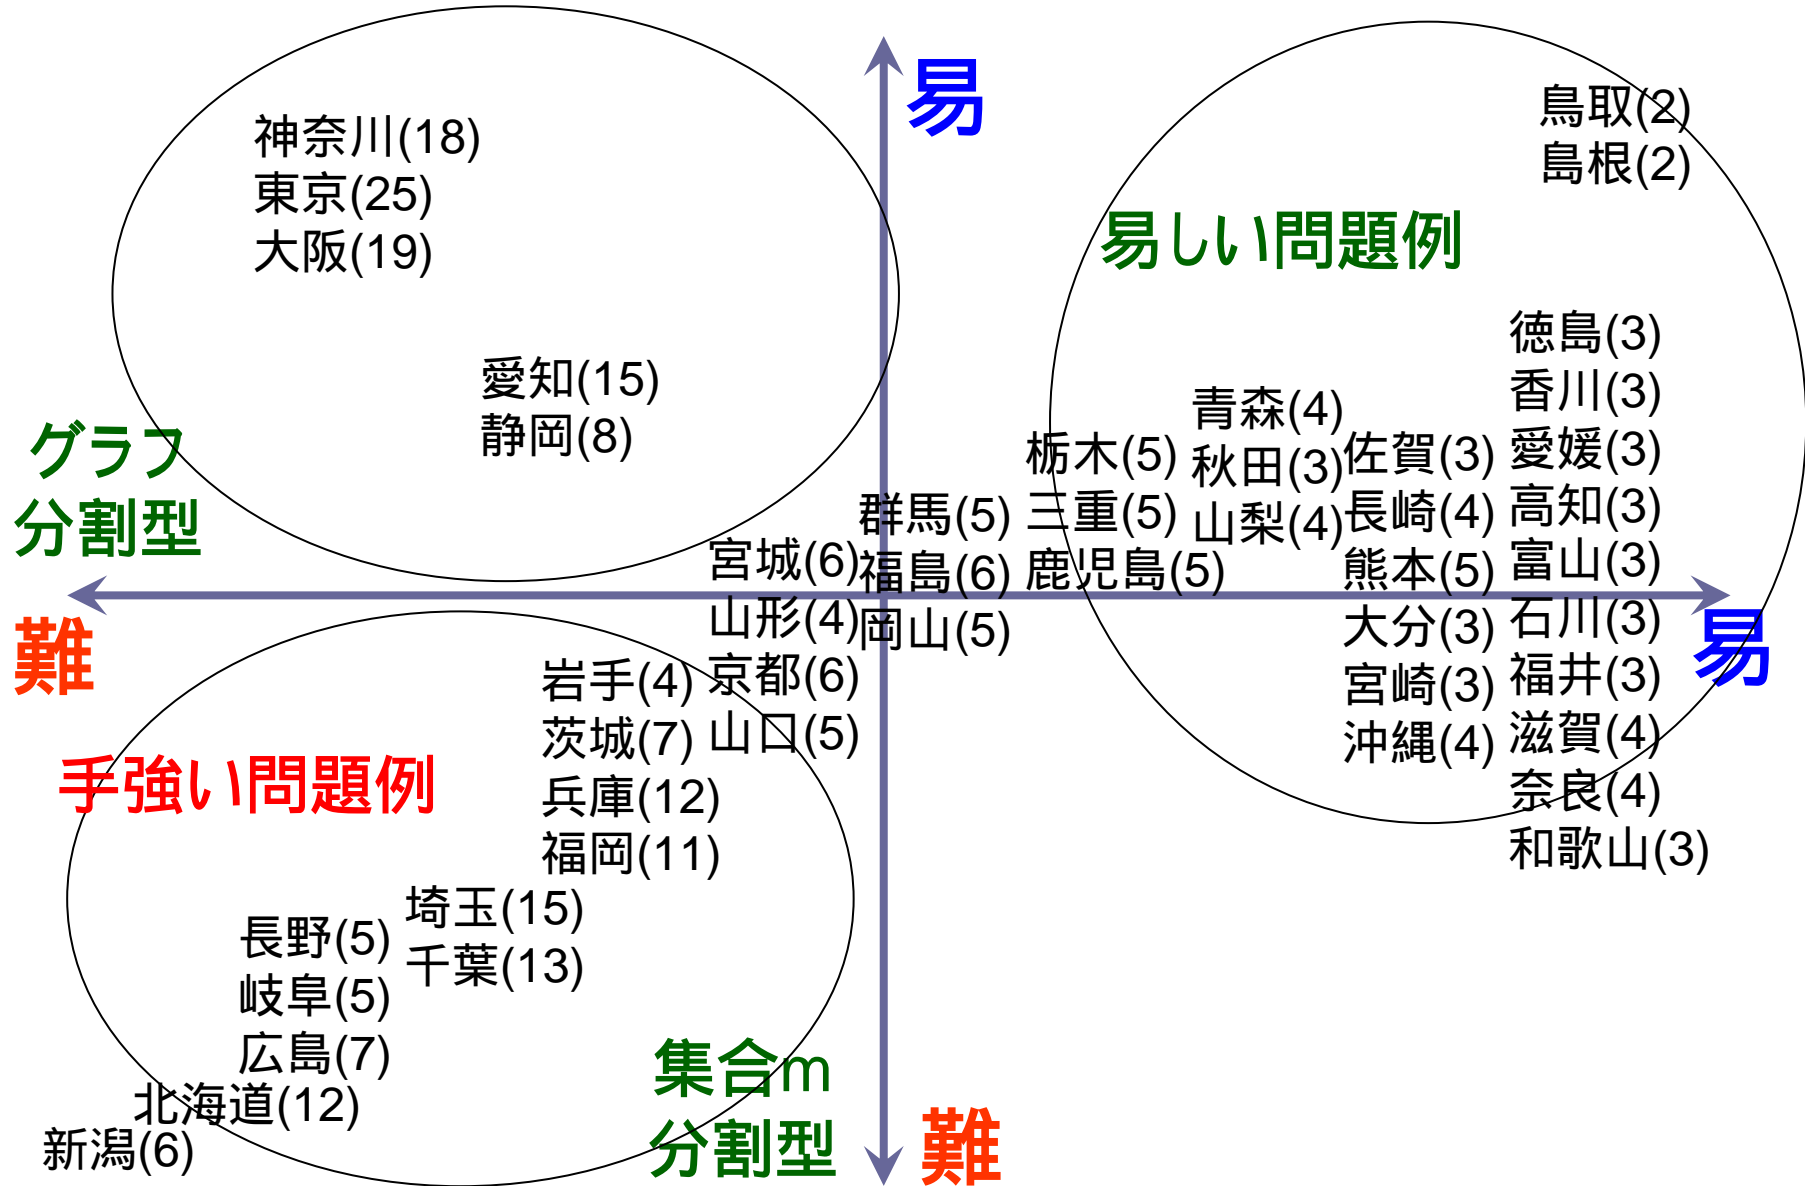 易
神奈川(18)
東京(25)
大阪(19)
愛知(15)
静岡(8)
グラフ
分割型
難
易しい問題例
鳥取(2)
島根(2)
徳島(3)
香川(3)
愛媛(3)
高知(3)
富山(3)
石川(3)
福井(3)
滋賀(4)
奈良(4)
和歌山(3)
青森(4)
秋田(3)
山梨(4)
佐賀(3)
長崎(4)
熊本(5)
大分(3)
宮崎(3)
沖縄(4)
栃木(5)
三重(5)
鹿児島(5)
群馬(5)
福島(6)
岡山(5)
宮城(6)
山形(4)
京都(6)
山口(5)
易
手強い問題例
岩手(4)
茨城(7)
兵庫(12)
福岡(11)
埼玉(15)
千葉(13)
長野(5)
岐阜(5)
広島(7)
北海道(12)
新潟(6)
集合m
分割型
難